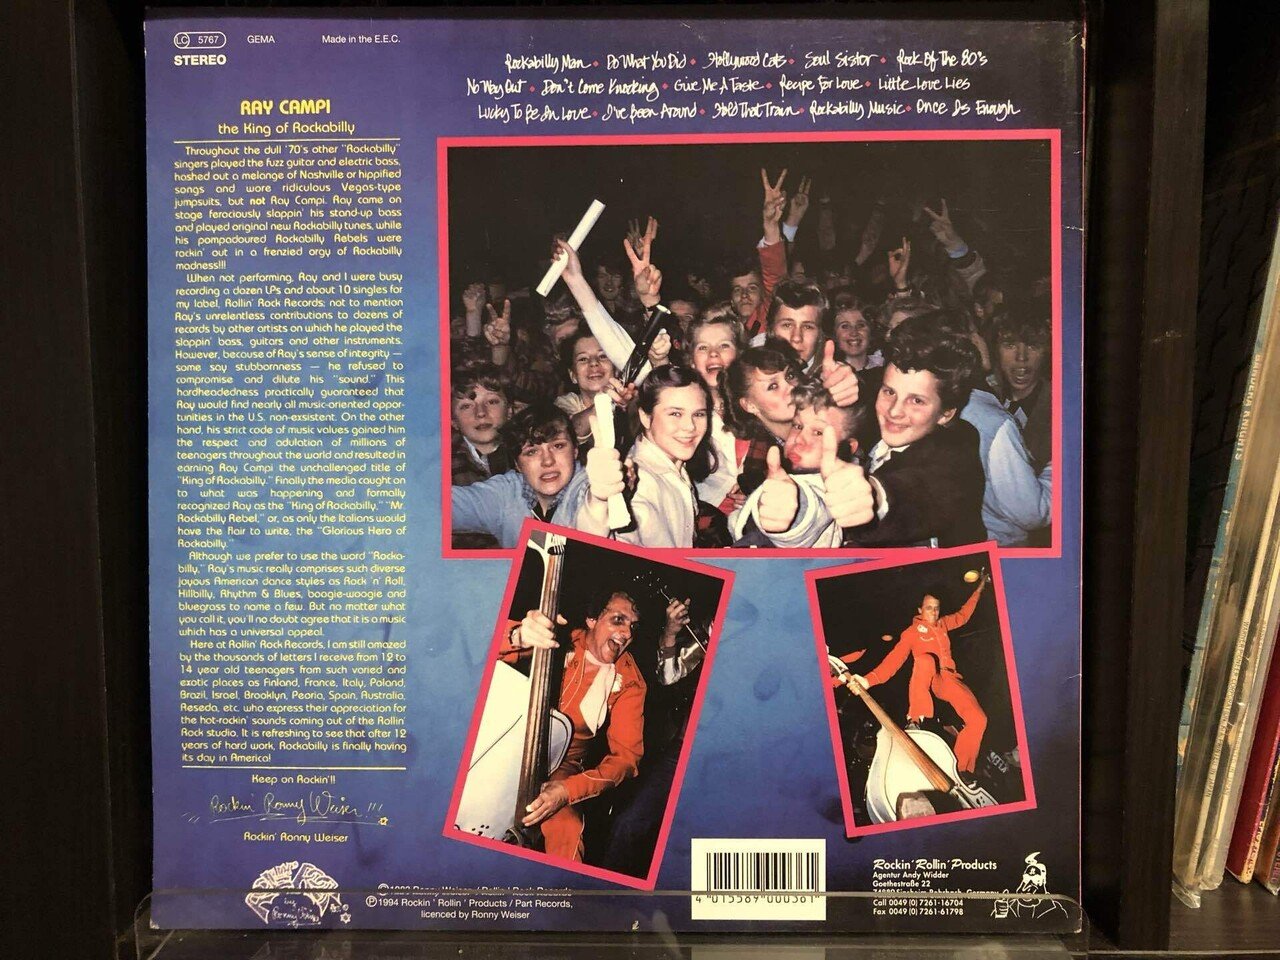 LC 5767 GEMA Made in the E.E.C.
STEREO
RAY CAMPI
the King of Rockabilly
Throughout the dull '70's other "Rockabilly"
singers played the fuzz guitar and electric bass,
hashed out a melange of Nashville or hippified
songs and wore ridiculous Vegas-type
jumpsuits, but not Ray Campi. Ray came on
stage ferociously slappin' his stand-up bass
and played original new Rockabilly tunes, while
his pompadoured Rockabilly Rebels were
rockin' out in a frenzied orgy of Rockabilly
madness!!!
When not performing, Ray and I were busy
recording a dozen LPs and about 10 singles for
my label, Rollin' Rock Records; not to mention
Ray's unrelentless contributions to dozens of
records by other artists on which he played the
slappin' bass, guitars and other instruments.
However, because of Ray's sense of integrity —
some say stubbornness — he refused to
compromise and dilute his "sound." This
hardheadedness practically guaranteed that
Ray would find nearly all music-oriented oppor-
tunities in the U.S. non-existent. On the other
hand, his strict code of music values gained him
the respect and adulation of millions of
teenagers throughout the world and resulted in
earning Ray Campi the unchallenged title of
"King of Rockabilly." Finally the media caught on
to what was happening and formally
recognized Ray as the "King of Rockabilly," "Mr.
Rockabilly Rebel," or, as only the Italians would
have the flair to write, the "Glorious Hero of
Rockabilly."
Although we prefer to use the word "Rocka-
billy," Ray's music really comprises such diverse
joyous American dance styles as Rock 'n' Roll,
Hillbilly, Rhythm & Blues, boogie-woogie and
bluegrass to name a few. But no matter what
you call it, you'll no doubt agree that it is a music
which has a universal appeal.
Here at Rollin' Rock Records, I am still amazed
by the thousands of letters I receive from 12 to
14 year old teenagers from such varied and
exotic places as Finland, France, Italy, Poland,
Brazil, Israel, Brooklyn, Peoria, Spain, Australia,
Reseda, etc. who express their appreciation for
the hot-rockin' sounds coming out of the Rollin'
Rock studio. It is refreshing to see that after 12
years of hard work, Rockabilly is finally having
its day in America!
Keep on Rockin'!!
Rockin' Ronny Weiser!!!
Rockin' Ronny Weiser
Rockabilly Man • Do What You Did • Hollywood Cats • Soul Sister • Rock Of The 80's
No Way Out • Don't Come Knocking • Give Me A Taste • Recipe For Love • Little Love Lies
Lucky To Be In Love • I've Been Around • Hold That Train • Rockabilly Music • Once Is Enough
Ⓟ1994 Rockin' Rollin' Products / Part Records,
licenced by Ronny Weiser
4 015589 000361
Rockin' Rollin' Products
Agentur Andy Widder
Goethestraße 22
74889 Sinsheim-Rohrbach, Germany
Call 0049 (0) 7261-16704
Fax 0049 (0) 7261-61798